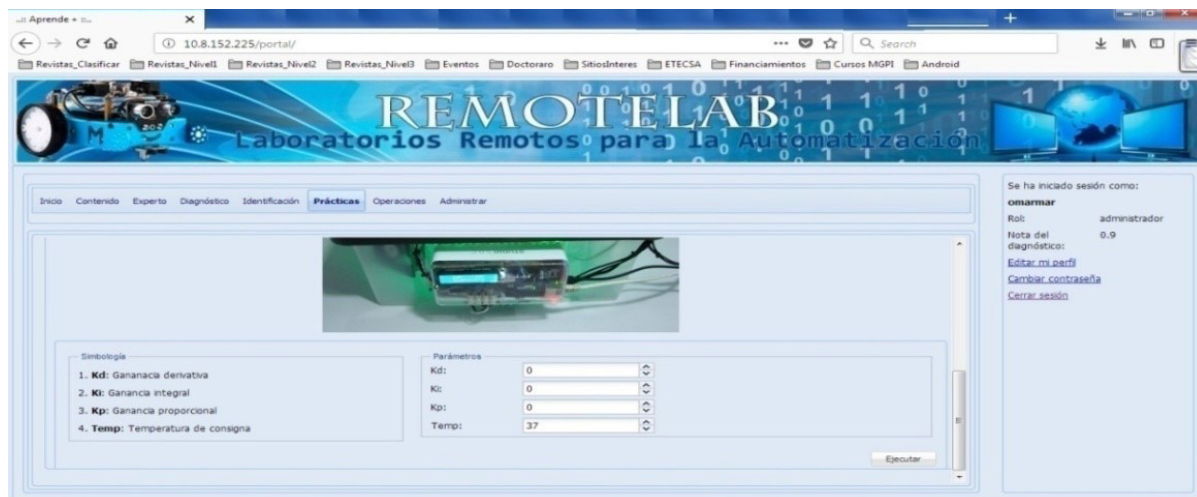 ..:: Aprende + ::..
10.8.152.225/portal/
Search
Revistas_Clasificar Revistas_Nivel1 Revistas_Nivel2 Revistas_Nivel3 Eventos Doctoraro SitiosInteres ETECSA Financiamientos Cursos MGPI Android
REMOTELAB
Laboratorios Remotos para la Automatización
Inicio Contenido Experto Diagnóstico Identificación Prácticas Operaciones Administrar
Se ha iniciado sesión como:
omarmar
Rol: administrador
Nota del diagnóstico: 0.9
Editar mi perfil
Cambiar contraseña
Cerrar sesión
Simbología
1. Kd: Gananacia derivativa
2. Ki: Ganancia integral
3. Kp: Ganancia proporcional
4. Temp: Temperatura de consigna
Parámetros
Kd: 0
Ki: 0
Kp: 0
Temp: 37
Ejecutar